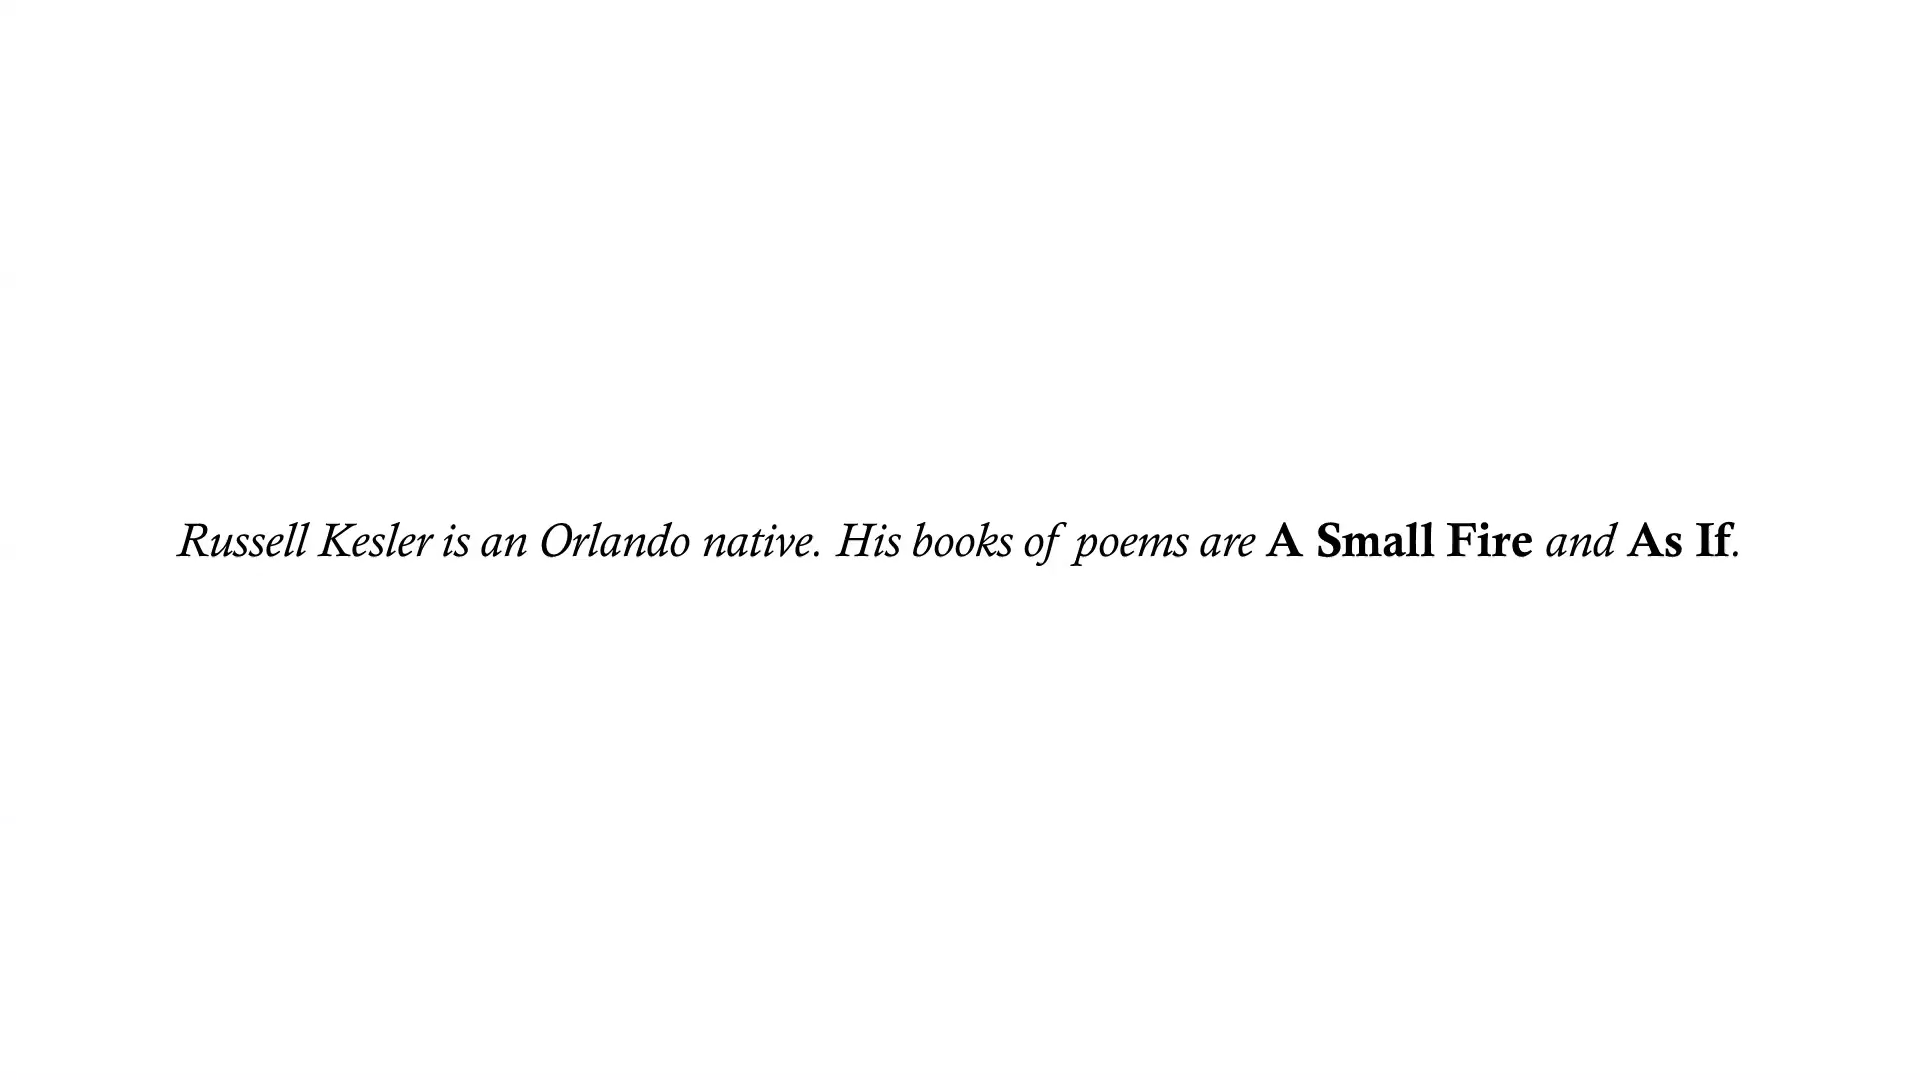 Russell Kesler is an Orlando native. His books of poems are A Small Fire and As If.